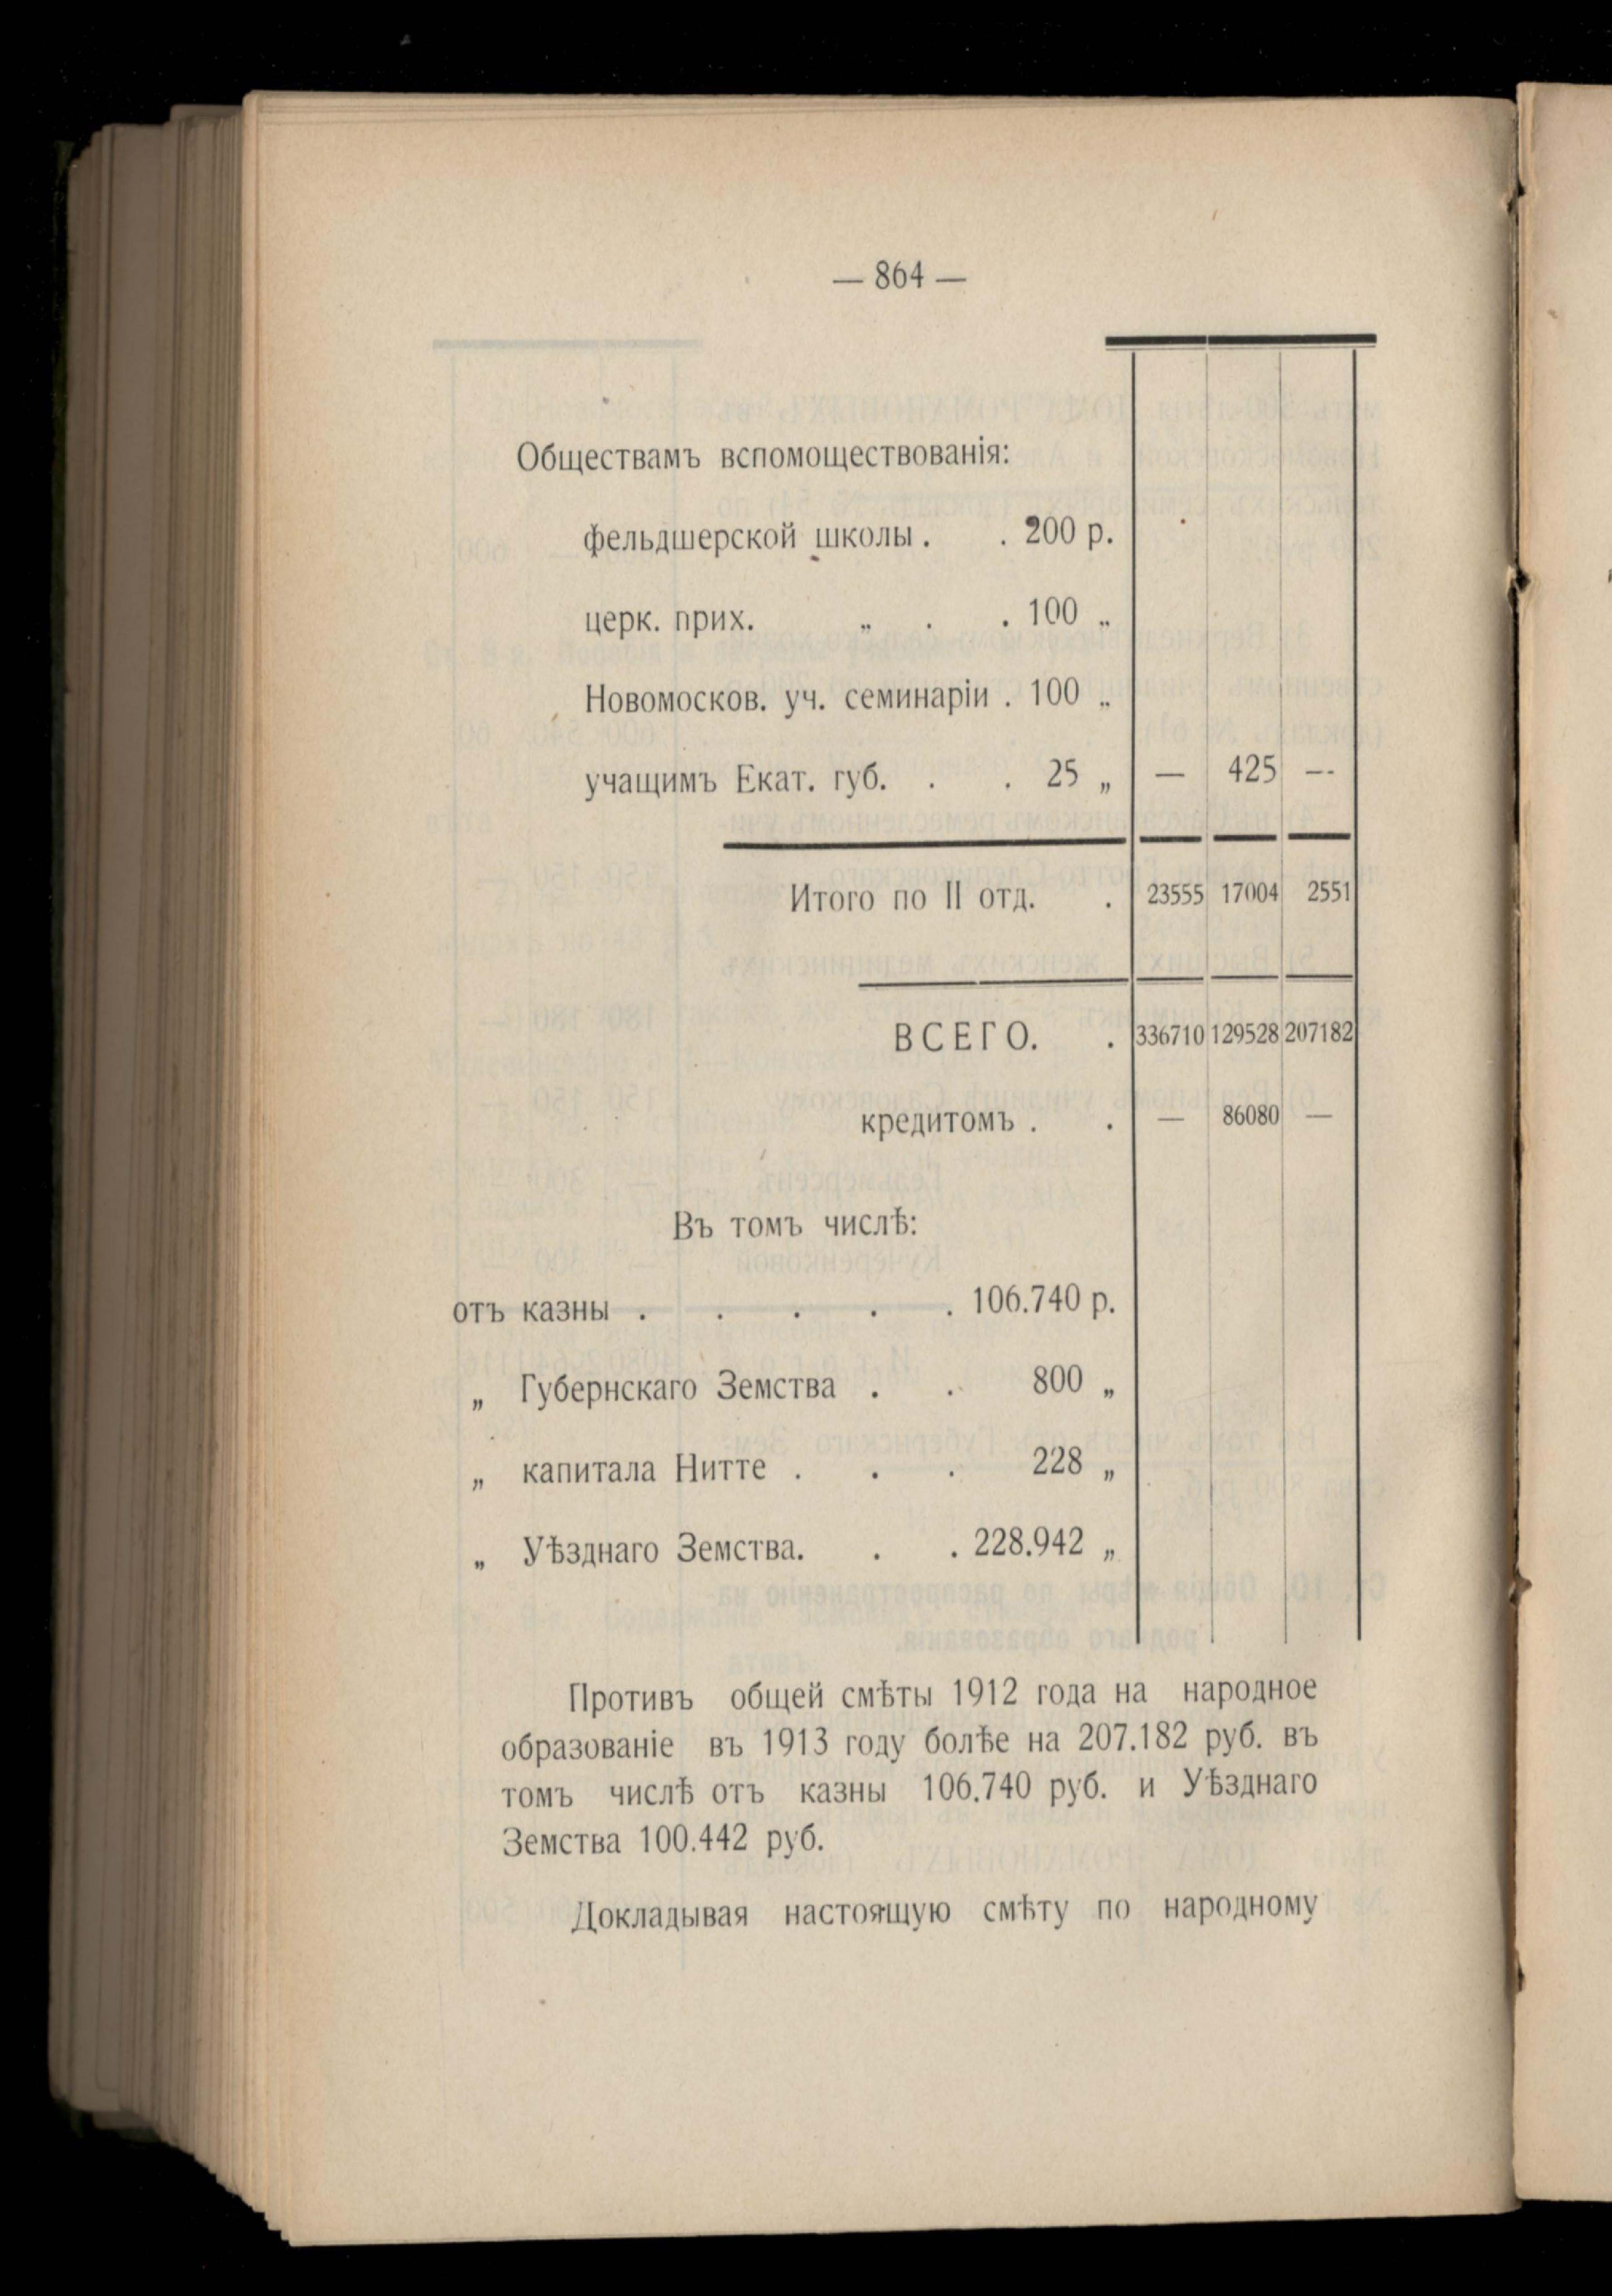 — 864 —
Обществамъ вспомоществованія:
фельдшерской школы . . 200 р.
церк. прих. „ . . 100 „
Новомосков. уч. семинаріи . 100 „
учащимъ Екат. губ. . . 25 „ — 425 —
Итого по II отд. . 23555 17004 2551
ВСЕГО. . 336710 129528 207182
кредитомъ . . — 86080 —
Въ томъ числѣ:
отъ казны . . . . . 106.740 р.
„ Губернскаго Земства . . 800 „
„ капитала Нитте . . . 228 „
„ Уѣзднаго Земства. . . 228.942 „
Противъ общей смѣты 1912 года на народное
образованіе въ 1913 году болѣе на 207.182 руб. въ
томъ числѣ отъ казны 106.740 руб. и Уѣзднаго
Земства 100.442 руб.
Докладывая настоящую смѣту по народному